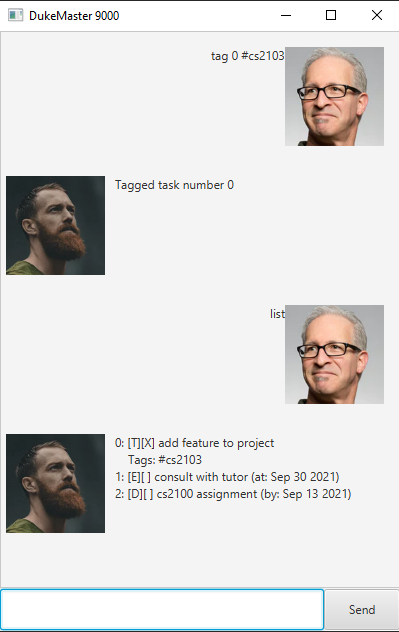 DukeMaster 9000
tag 0 #cs2103
Tagged task number 0
list
0: [T][X] add feature to project
Tags: #cs2103
1: [E][ ] consult with tutor (at: Sep 30 2021)
2: [D][ ] cs2100 assignment (by: Sep 13 2021)
Send